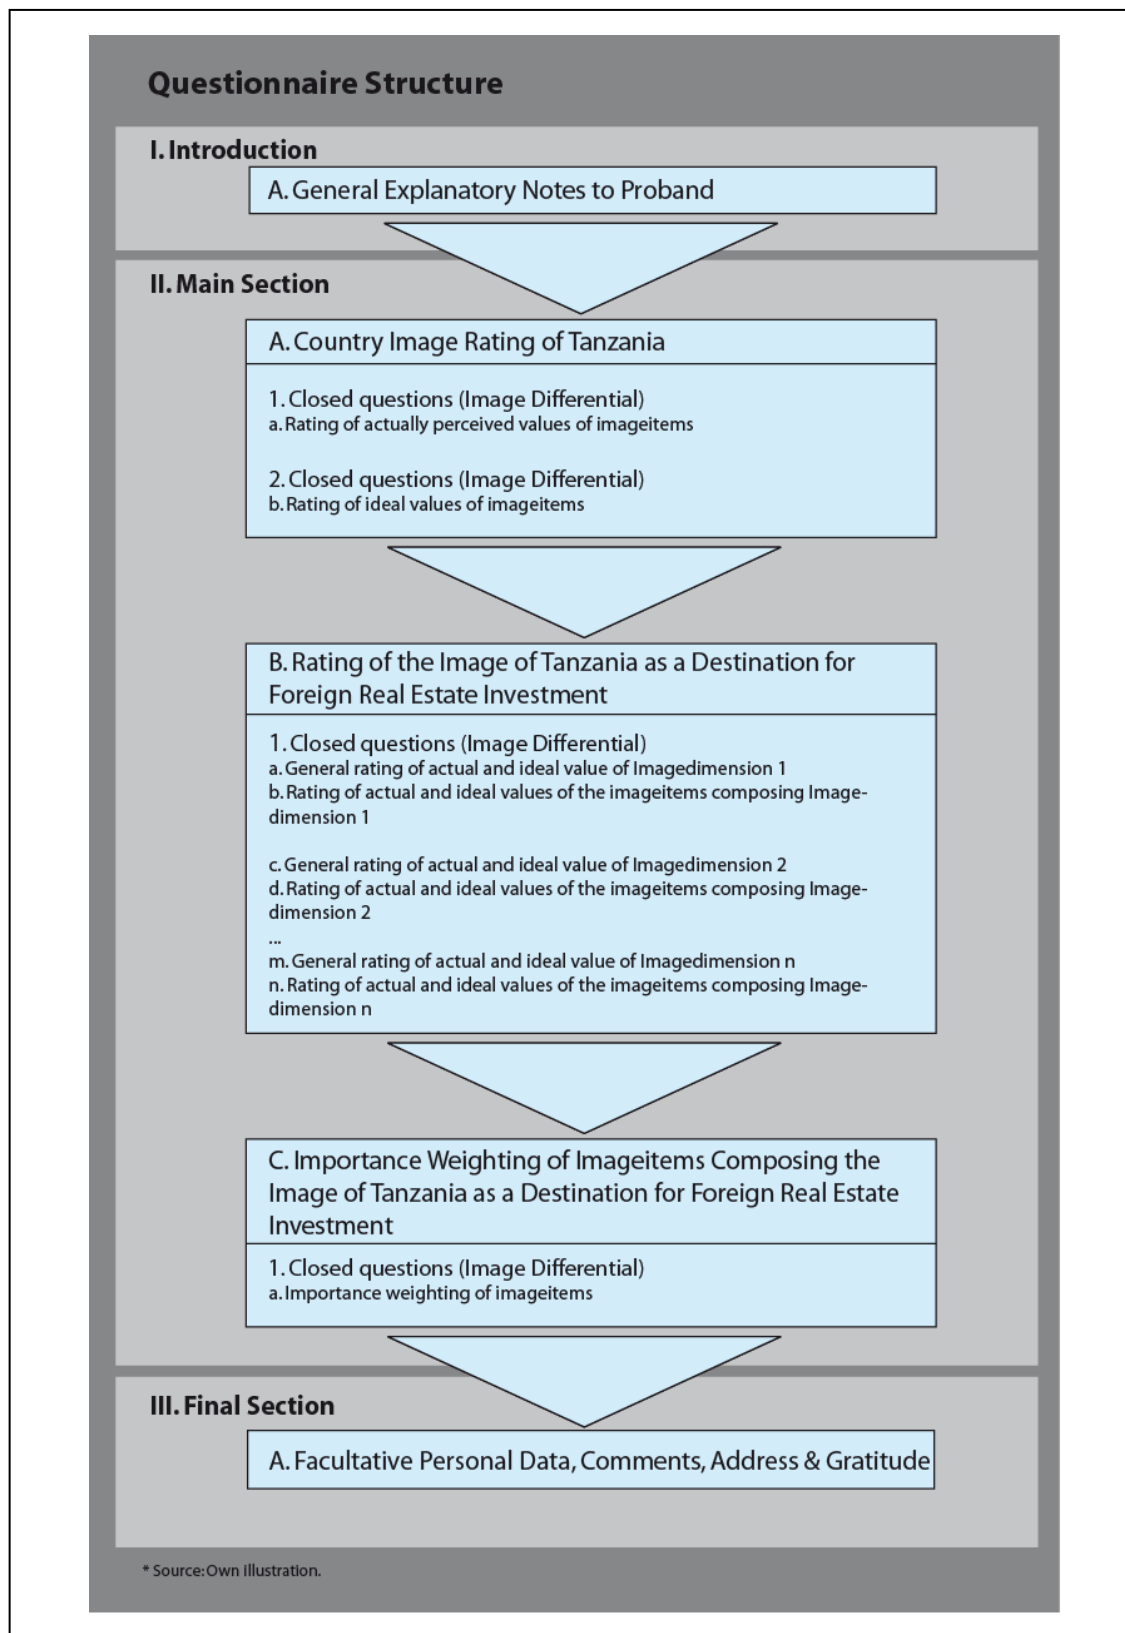 Questionnaire Structure
I. Introduction
A. General Explanatory Notes to Proband
II. Main Section
A. Country Image Rating of Tanzania
1. Closed questions (Image Differential)
a. Rating of actually perceived values of imageitems
2. Closed questions (Image Differential)
b. Rating of ideal values of imageitems
B. Rating of the Image of Tanzania as a Destination for
Foreign Real Estate Investment
1. Closed questions (Image Differential)
a. General rating of actual and ideal value of Imagedimension 1
b. Rating of actual and ideal values of the imageitems composing Image-
dimension 1
c. General rating of actual and ideal value of Imagedimension 2
d. Rating of actual and ideal values of the imageitems composing Image-
dimension 2
...
m. General rating of actual and ideal value of Imagedimension n
n. Rating of actual and ideal values of the imageitems composing Image-
dimension n
C. Importance Weighting of Imageitems Composing the
Image of Tanzania as a Destination for Foreign Real Estate
Investment
1. Closed questions (Image Differential)
a. Importance weighting of imageitems
III. Final Section
A. Facultative Personal Data, Comments, Address & Gratitude
* Source: Own illustration.